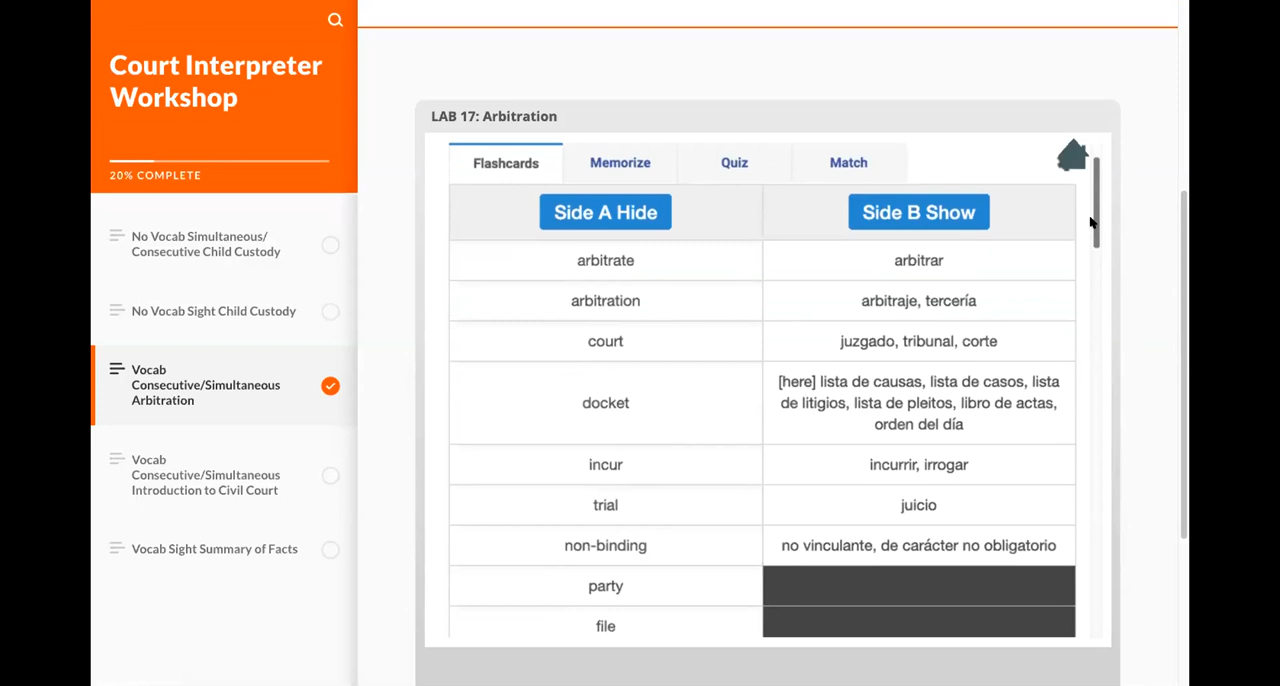 Court Interpreter
Workshop
20% COMPLETE
No Vocab Simultaneous/
Consecutive Child Custody
No Vocab Sight Child Custody
Vocab
Consecutive/Simultaneous
Arbitration
Vocab
Consecutive/Simultaneous
Introduction to Civil Court
Vocab Sight Summary of Facts
LAB 17: Arbitration
Flashcards Memorize Quiz Match
Side A Hide Side B Show
arbitrate arbitrar
arbitration arbitraje, tercería
court juzgado, tribunal, corte
docket [here] lista de causas, lista de casos, lista
de litigios, lista de pleitos, libro de actas,
orden del día
incur incurrir, irrogar
trial juicio
non-binding no vinculante, de carácter no obligatorio
party
file